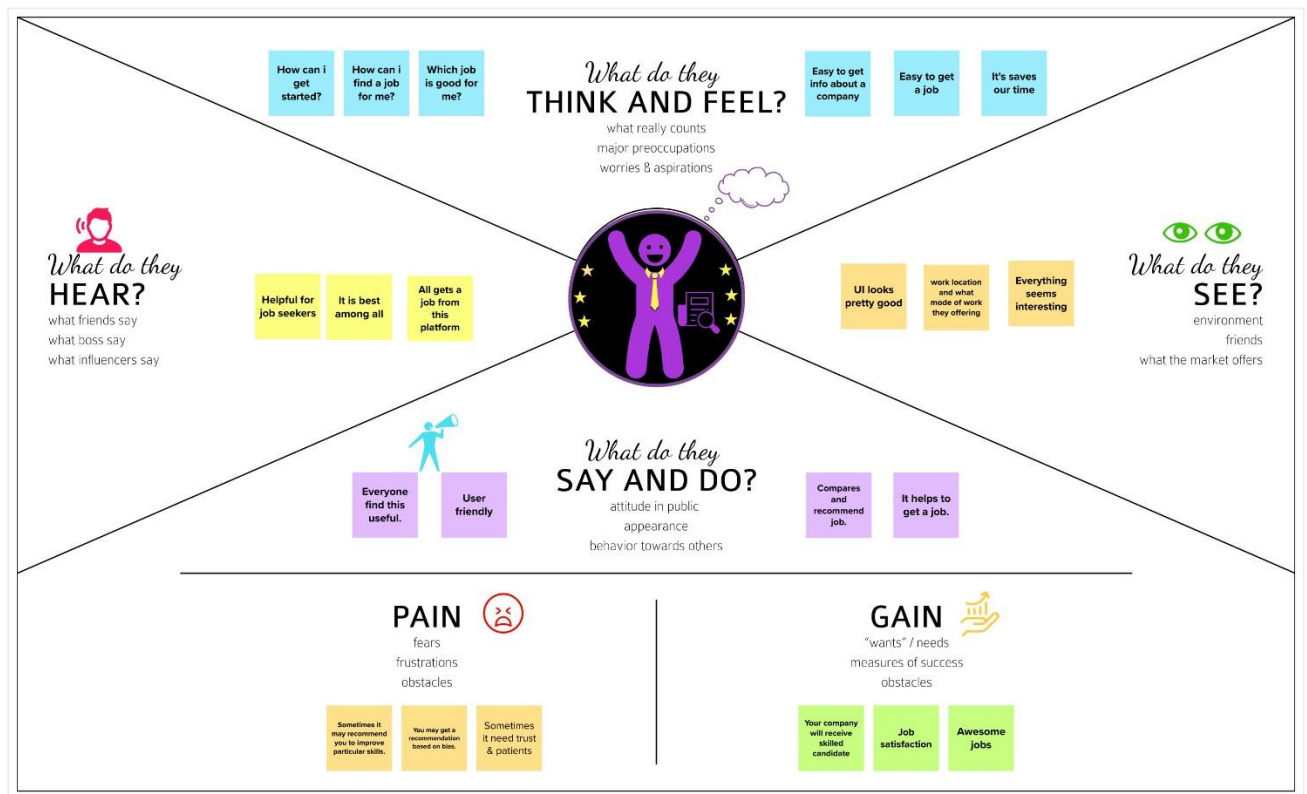 How can i
get
started?
How can i
find a job
for me?
Which job
is good for
me?
What do they
THINK AND FEEL?
what really counts
major preoccupations
worries & aspirations
Easy to get
info about a
company
Easy to get
a job
It's saves
our time
What do they
HEAR?
what friends say
what boss say
what influencers say
Helpful for
job seekers
It is best
among all
All gets a
job from
this
platform
UI looks
pretty good
work location
and what
mode of work
they offering
Everything
seems
interesting
What do they
SEE?
environment
friends
what the market offers
Everyone
find this
useful.
User
friendly
What do they
SAY AND DO?
attitude in public
appearance
behavior towards others
Compares
and
recommend
job.
It helps to
get a job.
PAIN
fears
frustrations
obstacles
Sometimes it
may recommend
you to improve
particular skills.
You may get a
recommendation
based on bias.
Sometimes
it need trust
& patients
GAIN
"wants" / needs
measures of success
obstacles
Your company
will receive
skilled
candidate
Job
satisfaction
Awesome
jobs